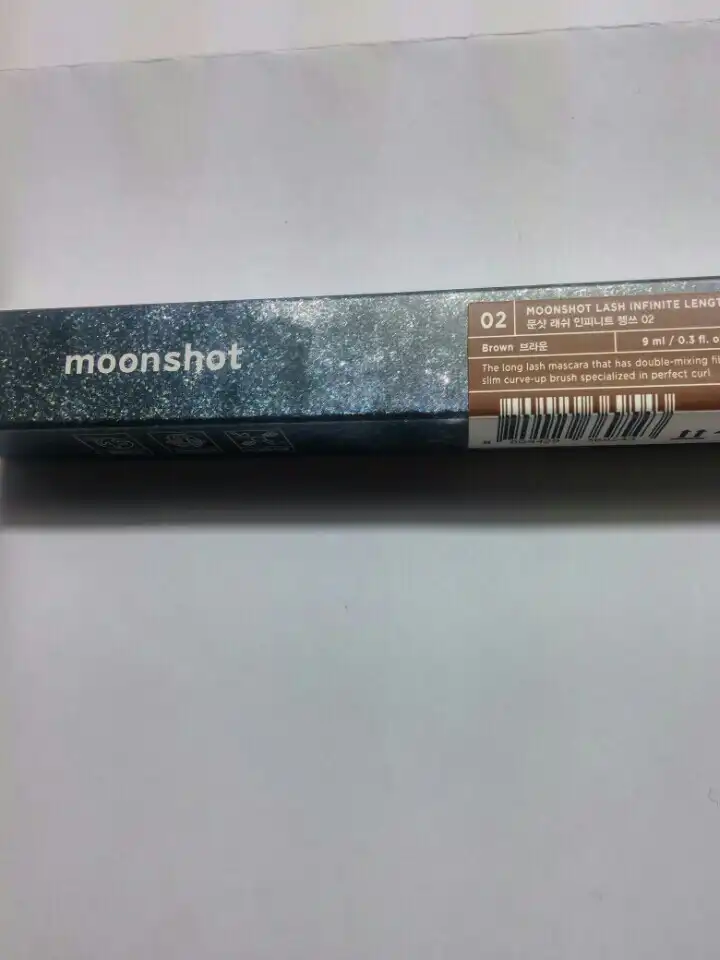 moonshot
02
MOONSHOT LASH INFINITE LENGT
문샷 래쉬 인피니트 렝쓰 02
Brown 브라운
9 ml / 0.3 fl. o
The long lash mascara that has double-mixing fi
slim curve-up brush specialized in perfect curl